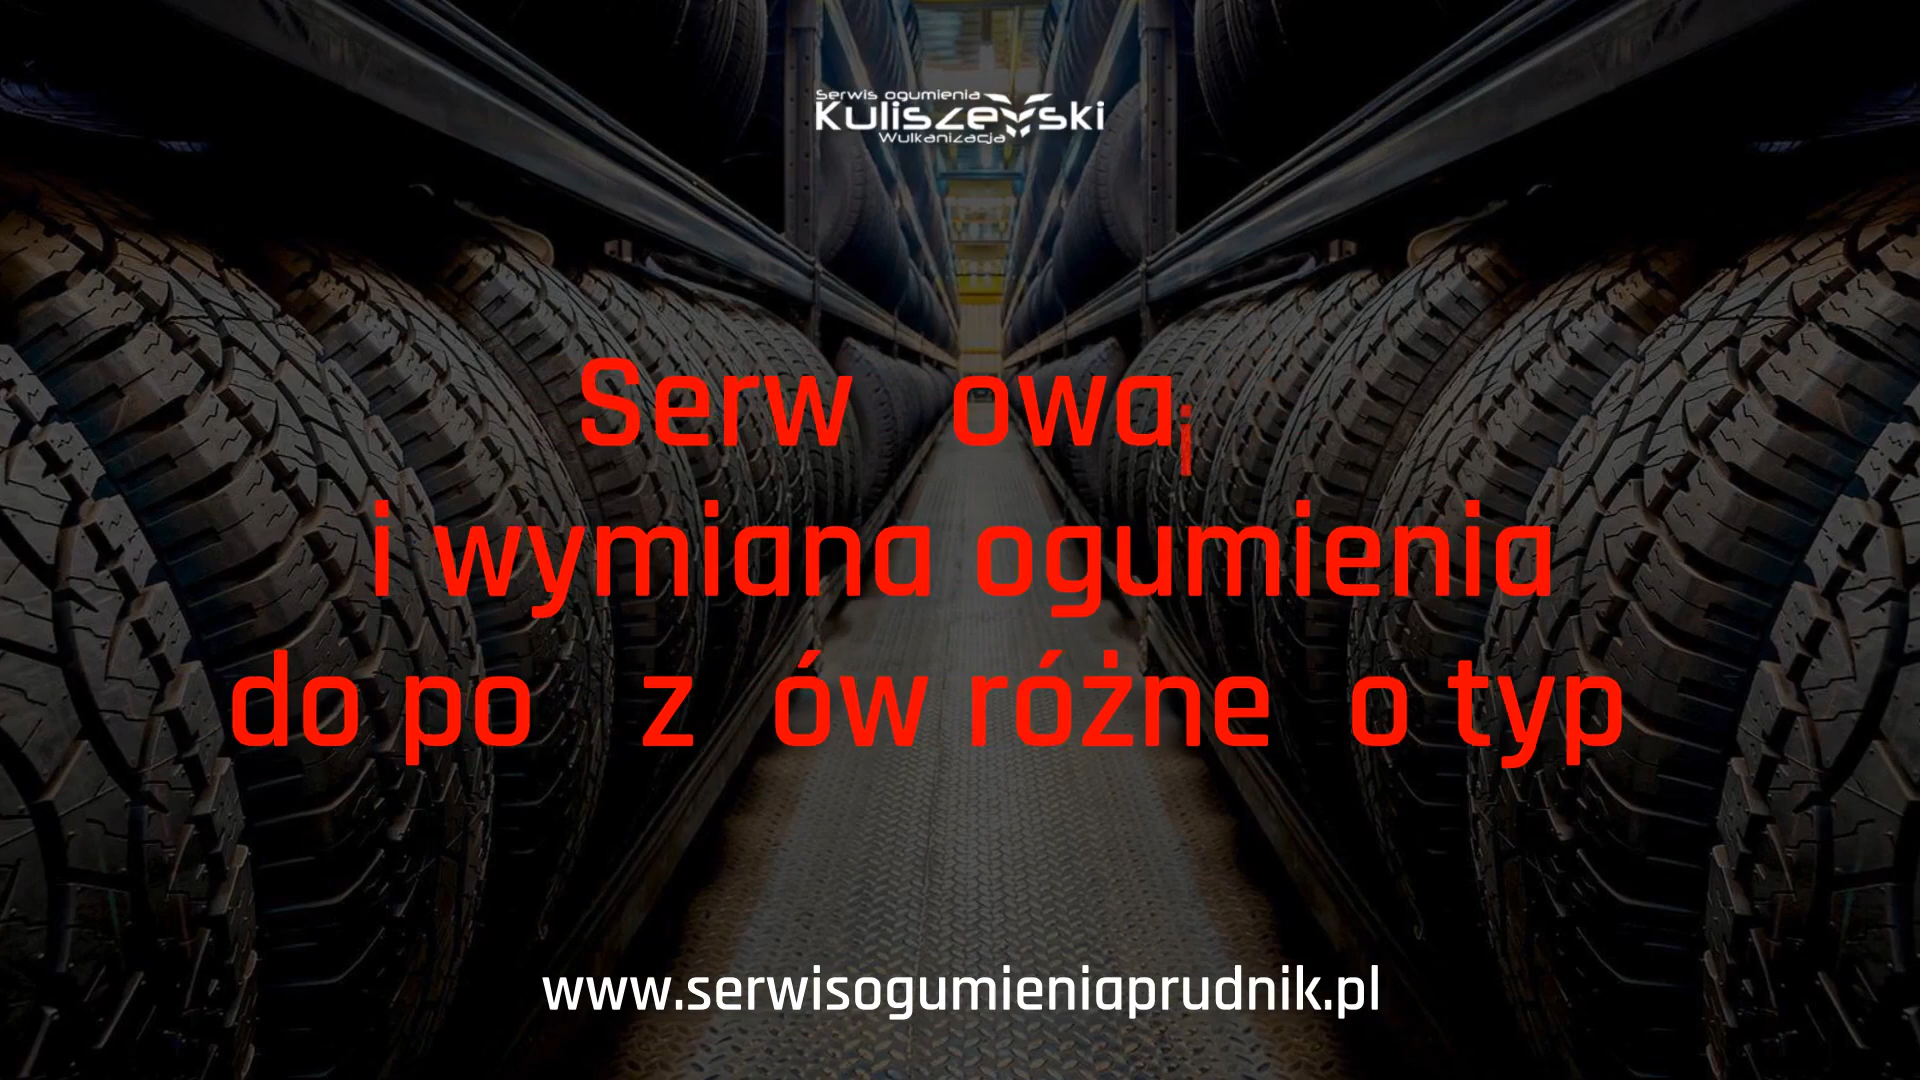 Serwis ogumienia
Kuliszewski
Wulkanizacja
Serw owa i
i wymiana ogumienia
do po z ów różne o typ
www.serwisogumieniaprudnik.pl